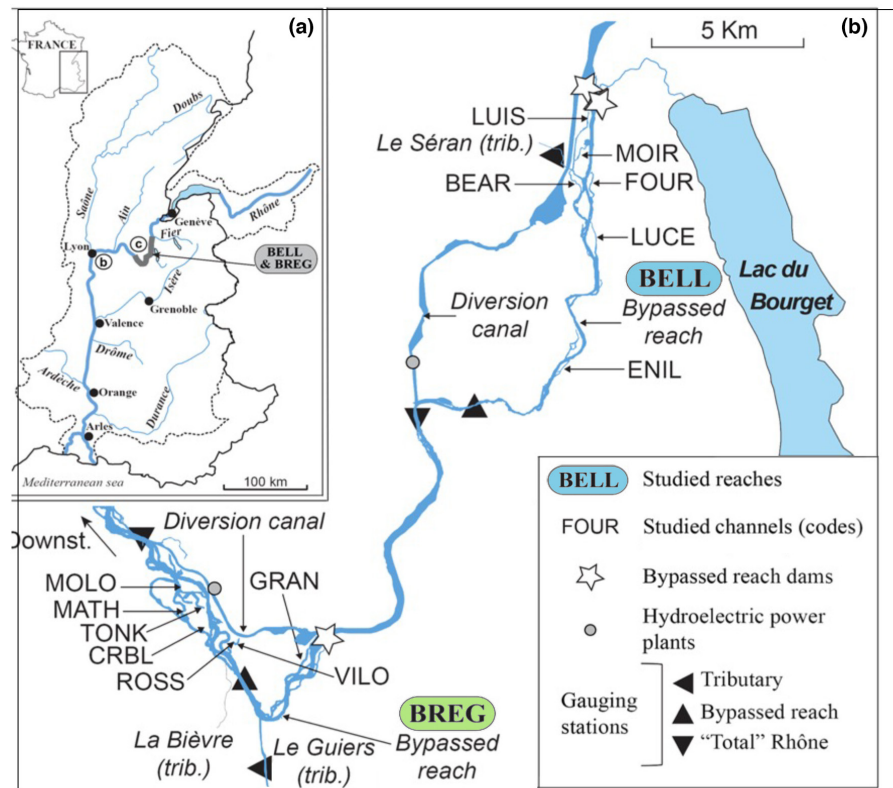 (a)
FRANCE
Doubs
Saône
Ain
Rhône
Genève
Fier
Lyon
b
c
BELL
& BREG
Isère
Grenoble
Valence
Drôme
Ardèche
Orange
Durance
Arles
Mediterranean sea
100 km
(b)
5 Km
LUIS
Le Séran (trib.)
MOIR
BEAR
FOUR
LUCE
BELL
Bypassed
reach
Lac du
Bourget
Diversion
canal
ENIL
Diversion canal
Downst.
MOLO
GRAN
MATH
TONK
CRBL
ROSS
VILO
BREG
Bypassed
reach
La Bièvre
(trib.)
Le Guiers
(trib.)
BELL
Studied reaches
FOUR
Studied channels (codes)
Bypassed reach dams
Hydroelectric power
plants
Gauging
stations
Tributary
Bypassed reach
“Total” Rhône